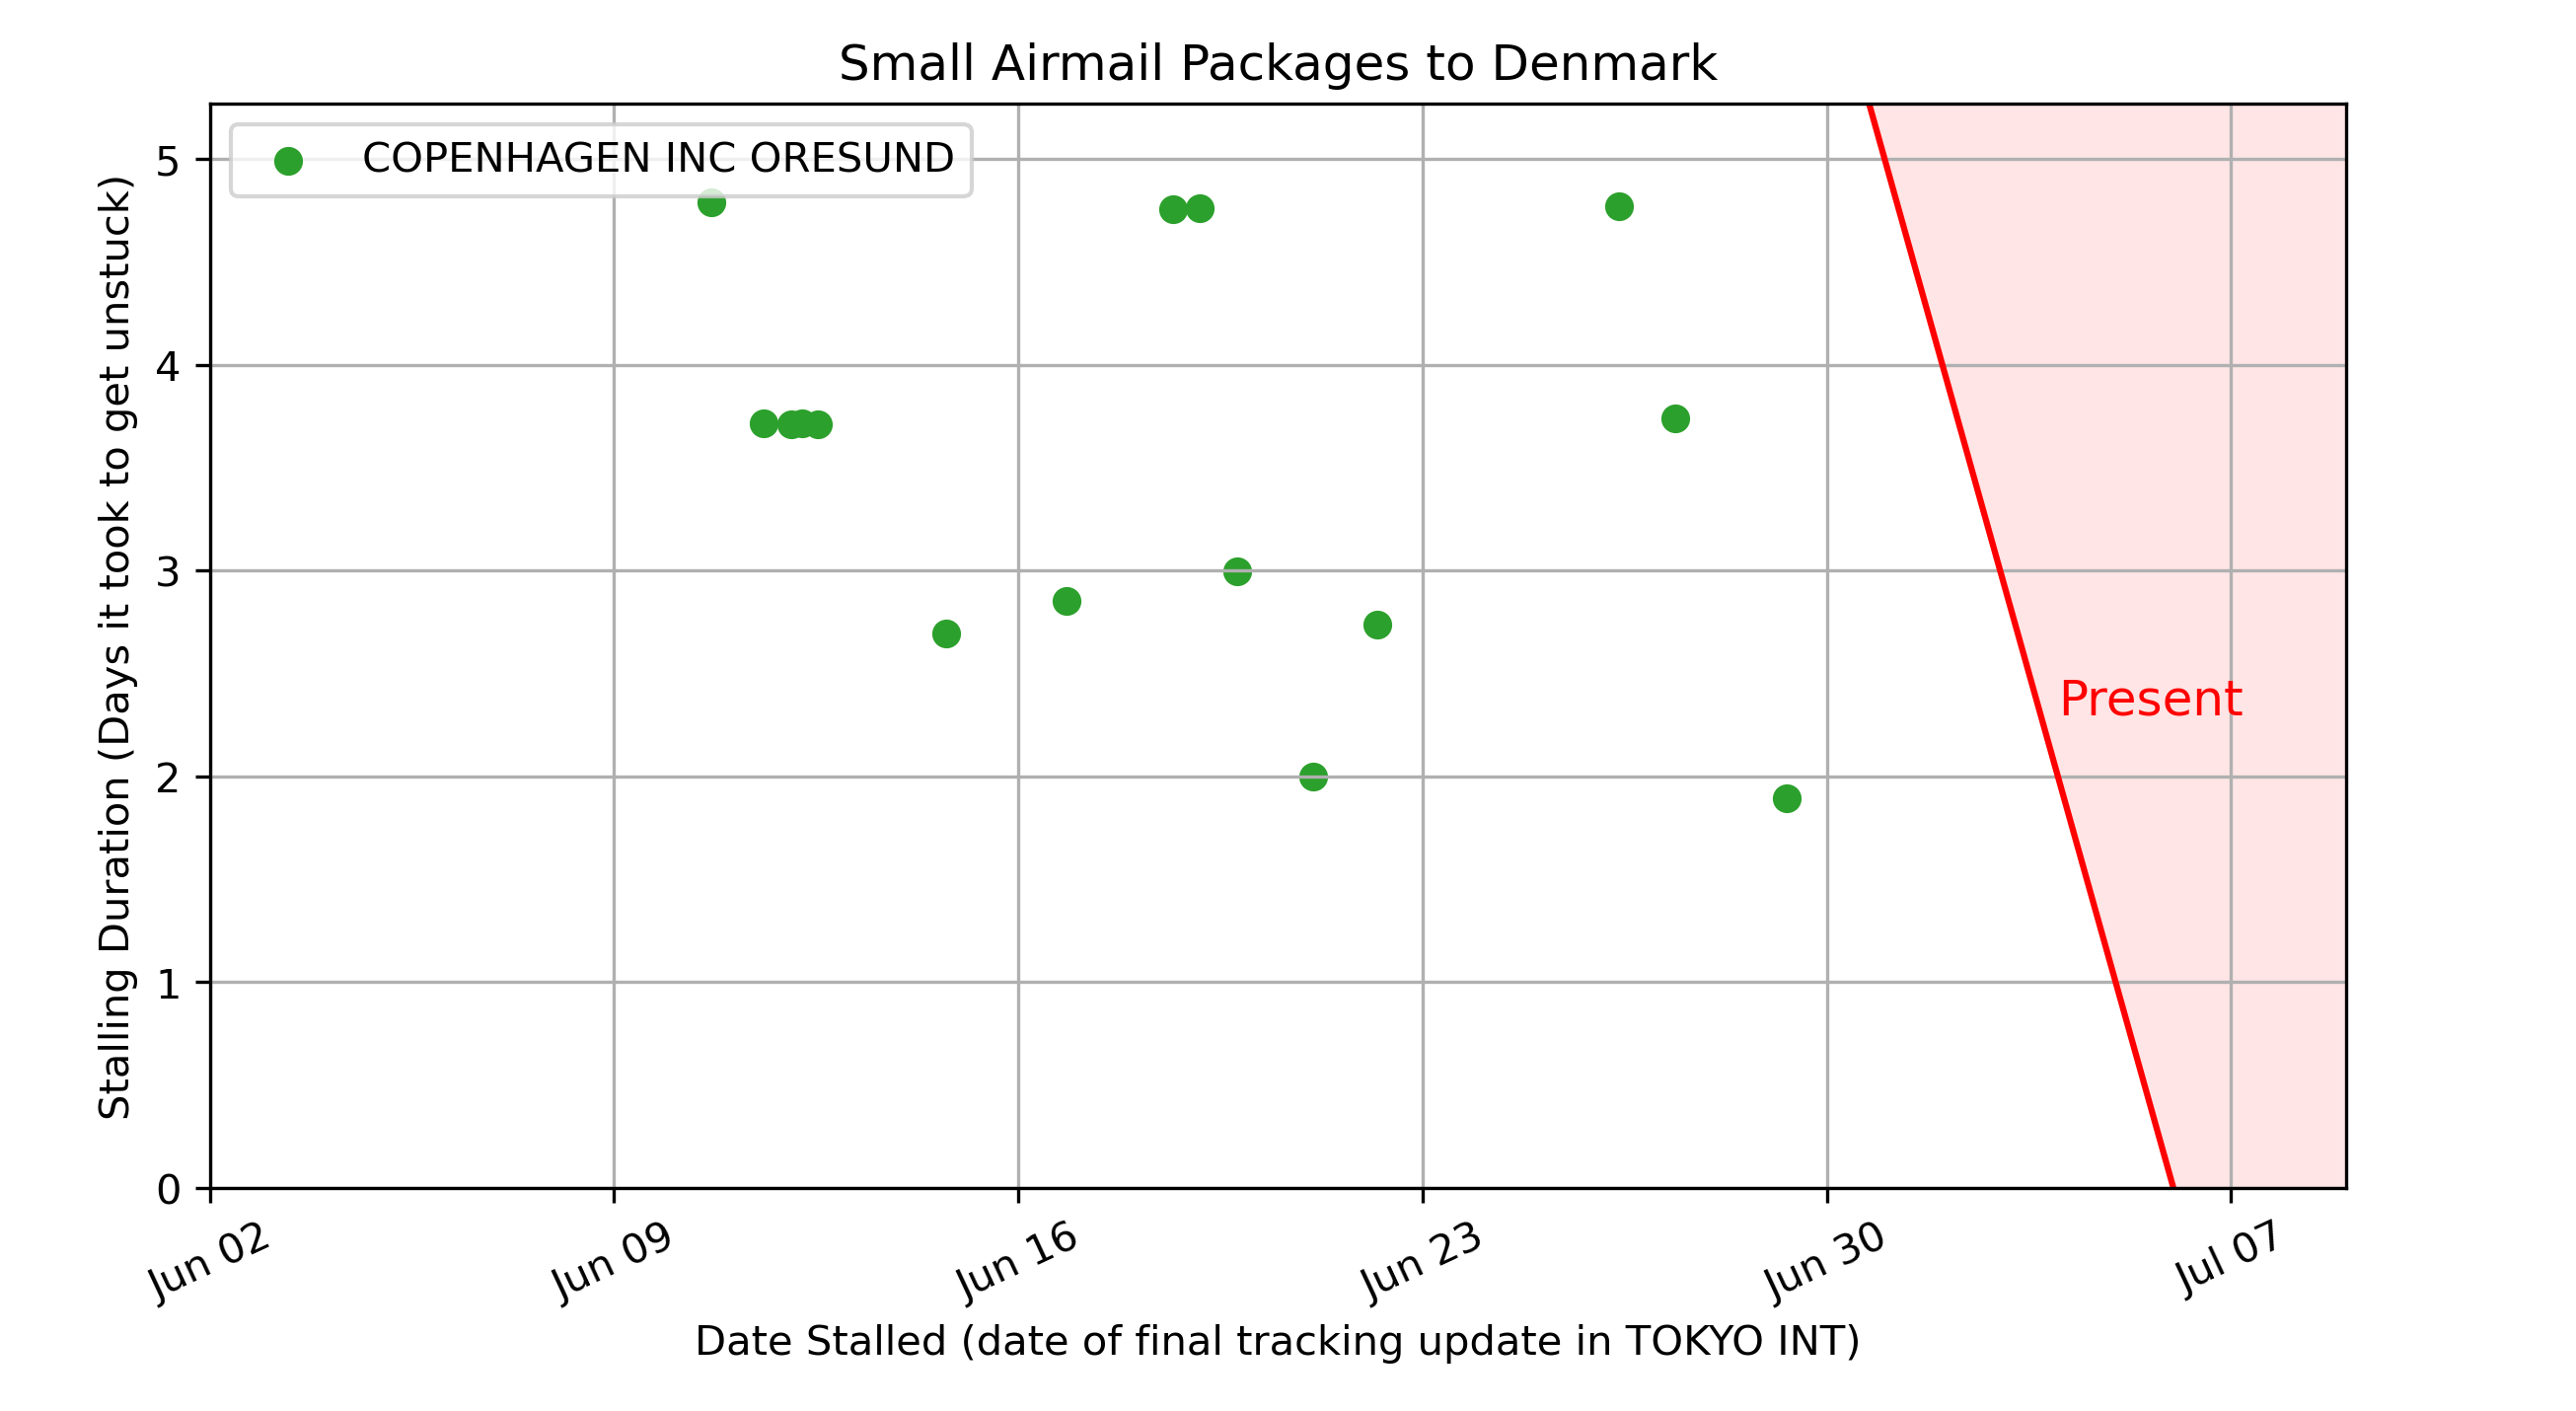 Small Airmail Packages to Denmark
COPENHAGEN INC ORESUND
Stalling Duration (Days it took to get unstuck)
5
4
3
2
1
0
Present
Jun 02
Jun 09
Jun 16
Jun 23
Jun 30
Jul 07
Date Stalled (date of final tracking update in TOKYO INT)